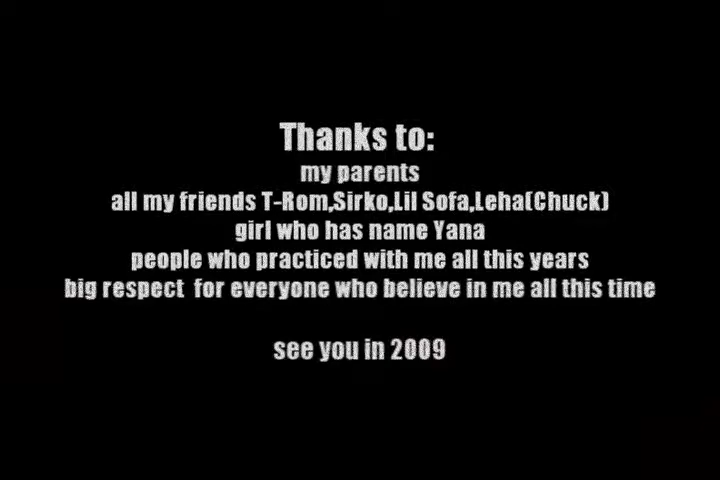 Thanks to:
my parents
all my friends T-Rom,Sirko,Lil Sofa,Leha(Chuck)
girl who has name Yana
people who practiced with me all this years
big respect  for everyone who believe in me all this time
see you in 2009